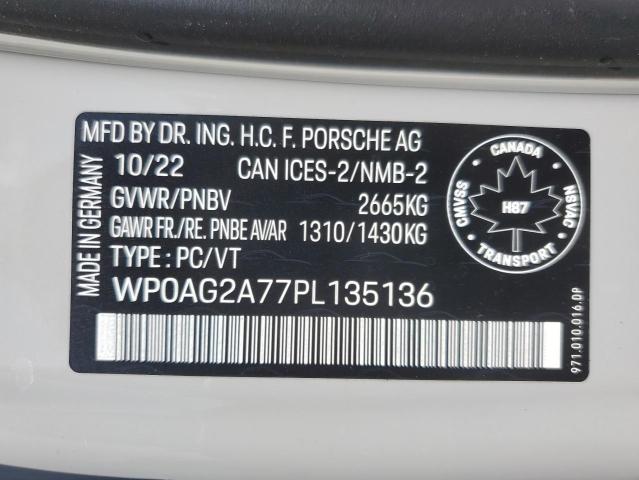 MFD BY DR. ING. H.C. F. PORSCHE AG
10/22 CAN ICES-2/NMB-2
GVWR/PNBV 2665KG
GAWR FR./RE. PNBE AV/AR 1310/1430KG
TYPE : PC/VT
WP0AG2A77PL135136
MADE IN GERMANY
CANADA
CMVSS
NSVAC
H87
TRANSPORT
971.010.016.DP